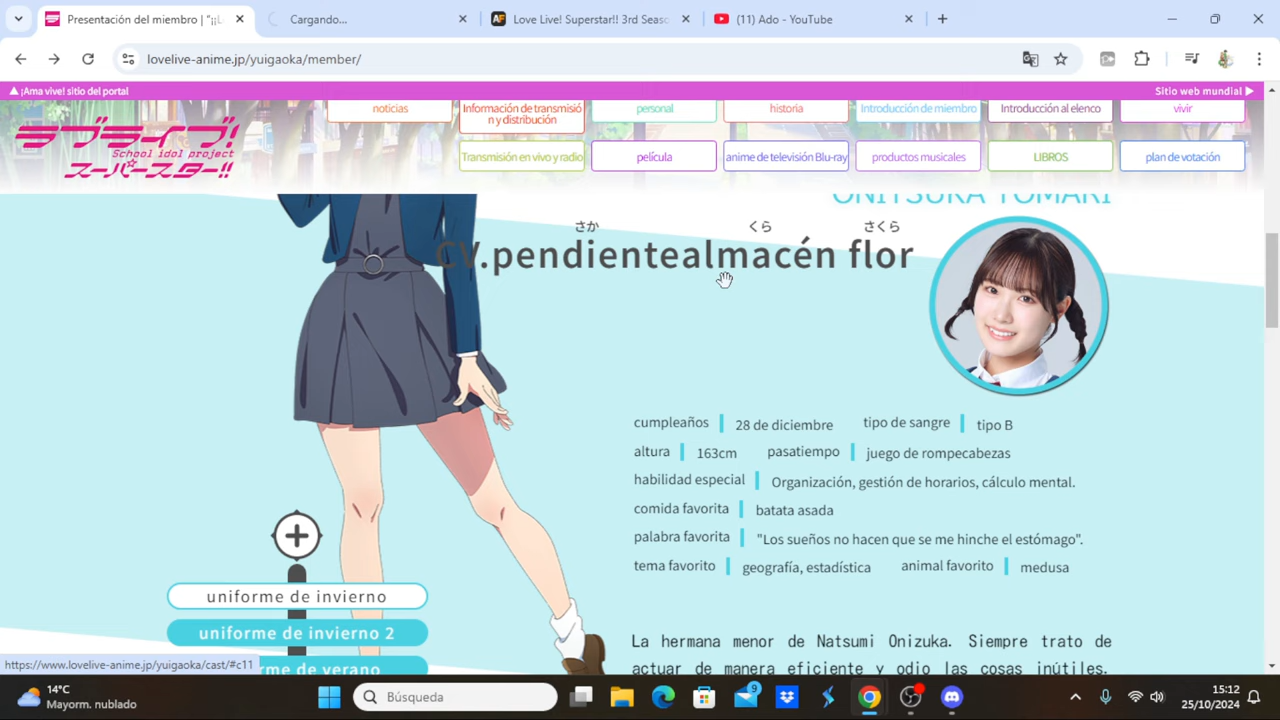 Presentación del miembro | "¡¡L
Cargando...
Love Live! Superstar!! 3rd Seaso
(11) Ado - YouTube
lovelive-anime.jp/yuigaoka/member/
▲¡Ama vive! sitio del portal
Sitio web mundial ▶
noticias
Información de transmisió
n y distribución
personal
historia
Introducción de miembro
Introducción al elenco
vivir
ラブライブ!
School idol project
スーパースター!!
Transmisión en vivo y radio
película
anime de televisión Blu-ray
productos musicales
LIBROS
plan de votación
ONITSUKA TOMARI
さか くら さくら
CV.pendientealmacén flor
cumpleaños 28 de diciembre tipo de sangre tipo B
altura 163cm pasatiempo juego de rompecabezas
habilidad especial Organización, gestión de horarios, cálculo mental.
comida favorita batata asada
palabra favorita "Los sueños no hacen que se me hinche el estómago".
tema favorito geografía, estadística animal favorito medusa
uniforme de invierno
uniforme de invierno 2
rme de verano
La hermana menor de Natsumi Onizuka. Siempre trato de
actuar de manera eficiente y odio las cosas inútiles.
https://www.lovelive-anime.jp/yuigaoka/cast/#c11
14°C
Mayorm. nublado
Búsqueda
9
15:12
25/10/2024